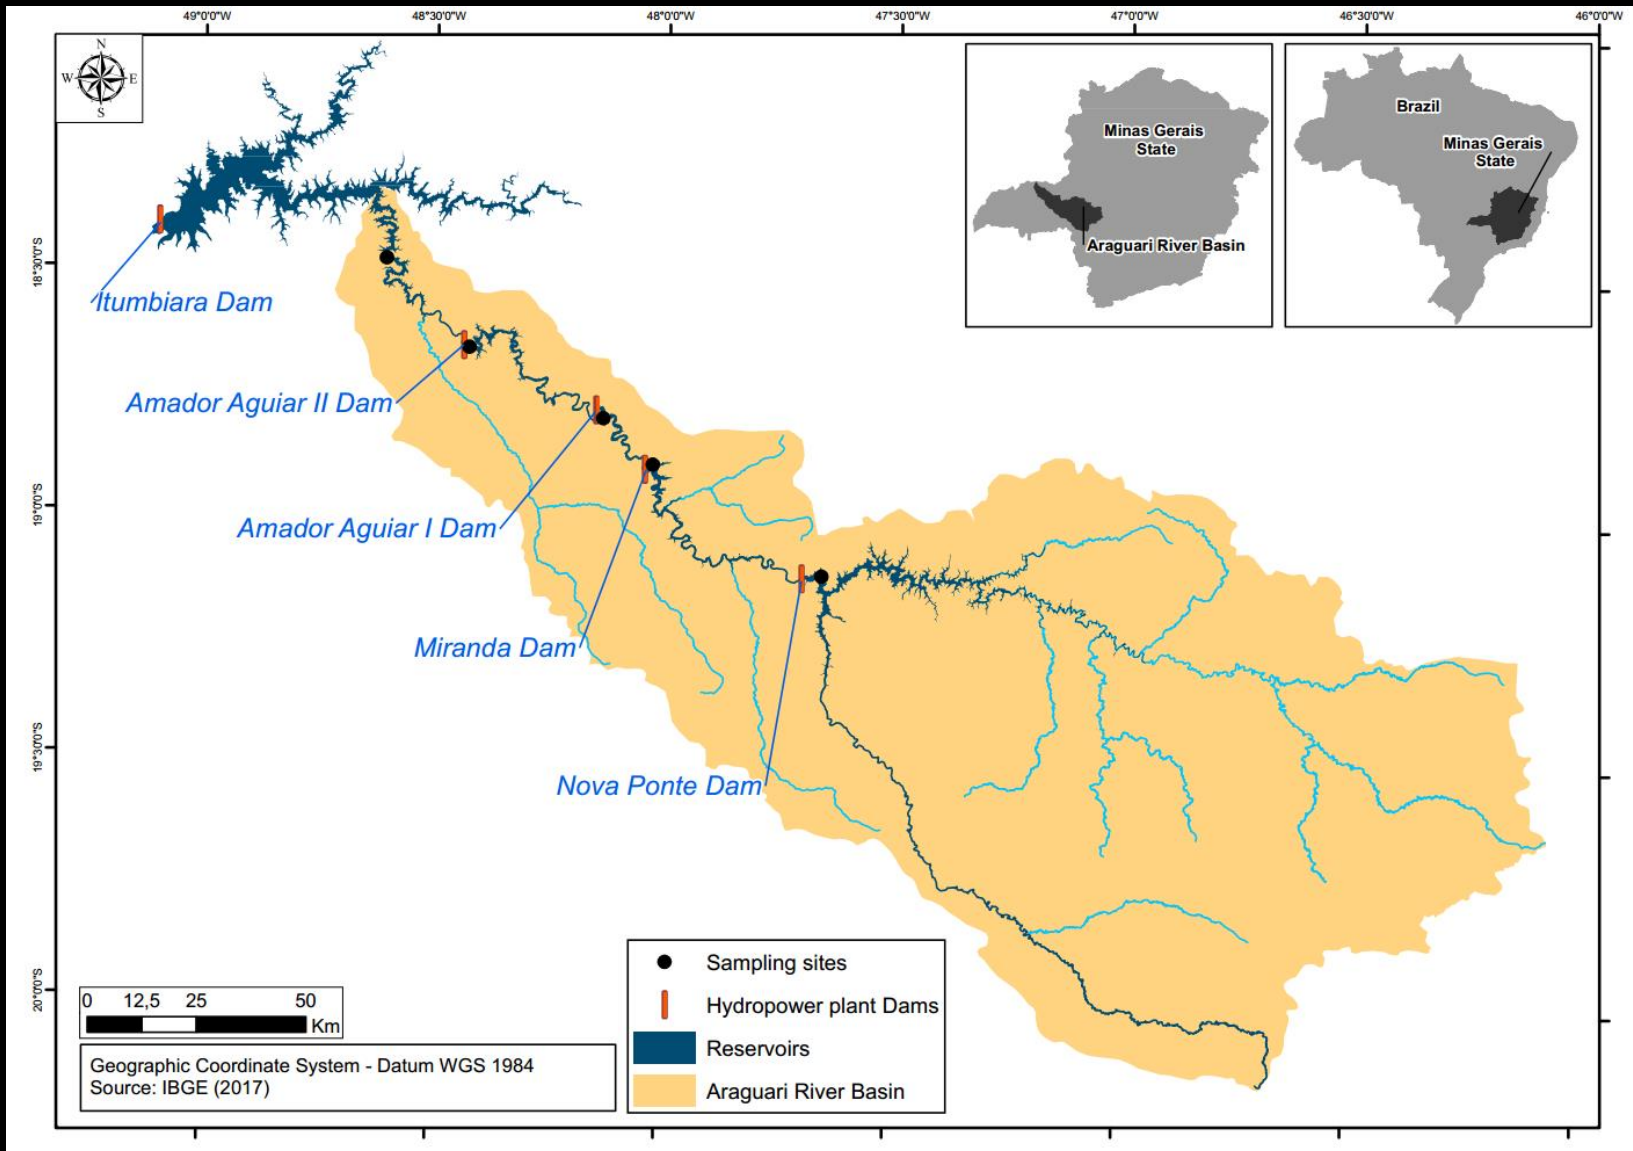 49°0'0"W
48°30'0"W
48°0'0"W
47°30'0"W
47°0'0"W
46°30'0"W
46°0'0"W
N
W
E
S
Minas Gerais
State
Araguari River Basin
Brazil
Minas Gerais
State
18°30'0"S
19°0'0"S
19°30'0"S
20°0'0"S
Itumbiara Dam
Amador Aguiar II Dam
Amador Aguiar I Dam
Miranda Dam
Nova Ponte Dam
0 12,5 25 50
Km
Geographic Coordinate System - Datum WGS 1984
Source: IBGE (2017)
Sampling sites
Hydropower plant Dams
Reservoirs
Araguari River Basin